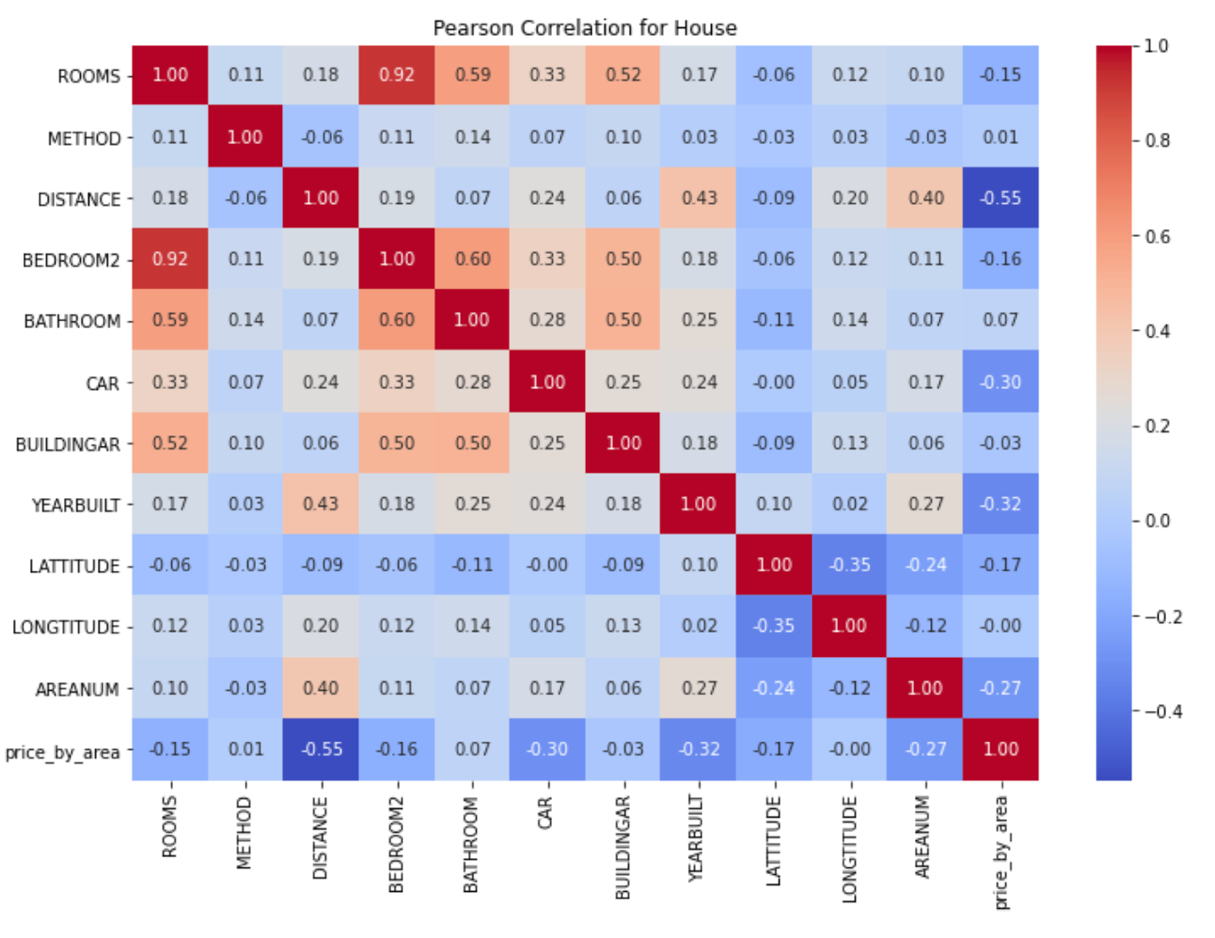 Pearson Correlation for House
ROOMS 1.00 0.11 0.18 0.92 0.59 0.33 0.52 0.17 -0.06 0.12 0.10 -0.15
METHOD 0.11 1.00 -0.06 0.11 0.14 0.07 0.10 0.03 -0.03 0.03 -0.03 0.01
DISTANCE 0.18 -0.06 1.00 0.19 0.07 0.24 0.06 0.43 -0.09 0.20 0.40 -0.55
BEDROOM2 0.92 0.11 0.19 1.00 0.60 0.33 0.50 0.18 -0.06 0.12 0.11 -0.16
BATHROOM 0.59 0.14 0.07 0.60 1.00 0.28 0.50 0.25 -0.11 0.14 0.07 0.07
CAR 0.33 0.07 0.24 0.33 0.28 1.00 0.25 0.24 -0.00 0.05 0.17 -0.30
BUILDINGAR 0.52 0.10 0.06 0.50 0.50 0.25 1.00 0.18 -0.09 0.13 0.06 -0.03
YEARBUILT 0.17 0.03 0.43 0.18 0.25 0.24 0.18 1.00 0.10 0.02 0.27 -0.32
LATTITUDE -0.06 -0.03 -0.09 -0.06 -0.11 -0.00 -0.09 0.10 1.00 -0.35 -0.24 -0.17
LONGTITUDE 0.12 0.03 0.20 0.12 0.14 0.05 0.13 0.02 -0.35 1.00 -0.12 -0.00
AREANUM 0.10 -0.03 0.40 0.11 0.07 0.17 0.06 0.27 -0.24 -0.12 1.00 -0.27
price_by_area -0.15 0.01 -0.55 -0.16 0.07 -0.30 -0.03 -0.32 -0.17 -0.00 -0.27 1.00
ROOMS METHOD DISTANCE BEDROOM2 BATHROOM CAR BUILDINGAR YEARBUILT LATTITUDE LONGTITUDE AREANUM price_by_area
1.0
0.8
0.6
0.4
0.2
0.0
−0.2
−0.4